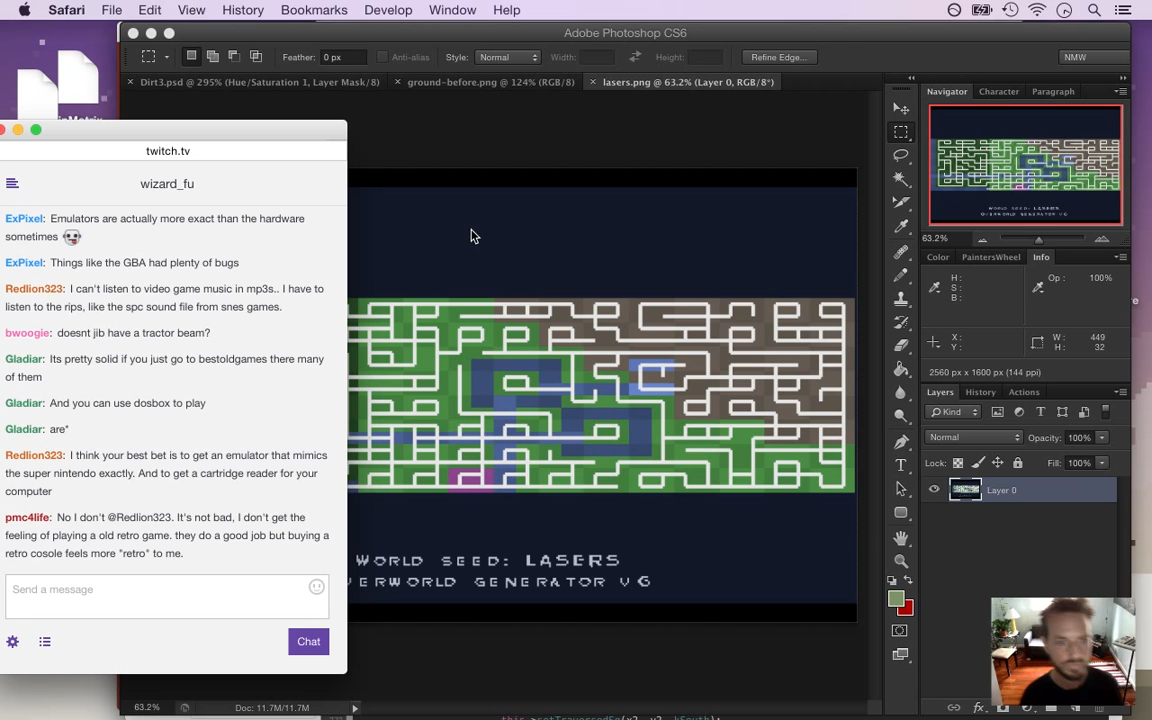 Safari File Edit View History Bookmarks Develop Window Help
Adobe Photoshop CS6
Feather: 0 px Anti-alias Style: Normal Width: Height: Refine Edge... NMW
Dirt3.psd @ 295% (Hue/Saturation 1, Layer Mask/8) ground-before.png @ 124% (RGB/8) lasers.png @ 63.2% (Layer 0, RGB/8*)
twitch.tv
wizard_fu
ExPixel: Emulators are actually more exact than the hardware
sometimes
ExPixel: Things like the GBA had plenty of bugs
Redlion323: I can't listen to video game music in mp3s.. I have to
listen to the rips, like the spc sound file from snes games.
bwoogie: doesnt jib have a tractor beam?
Gladiar: Its pretty solid if you just go to bestoldgames there many
of them
Gladiar: And you can use dosbox to play
Gladiar: are*
Redlion323: I think your best bet is to get an emulator that mimics
the super nintendo exactly. And to get a cartridge reader for your
computer
pmc4life: No I don't @Redlion323. It's not bad, I don't get the
feeling of playing a old retro game. they do a good job but buying a
retro cosole feels more "retro" to me.
Send a message
Chat
WORLD SEED: LASERS
VERWORLD GENERATOR V6
63.2% Doc: 11.7M/11.7M
Navigator Character Paragraph
WORLD SEED: LASERS
OVERWORLD GENERATOR V6
63.2%
Color PaintersWheel Info
H: Op: 100%
S:
B:
X: W: 449
Y: H: 32
2560 px x 1600 px (144 ppi)
Layers History Actions
Kind
Normal Opacity: 100%
Lock: Fill: 100%
Layer 0